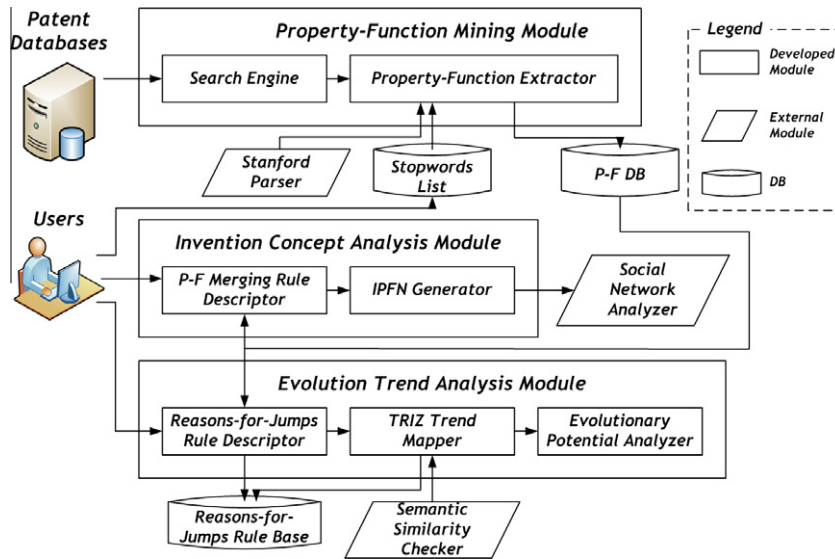 Patent
Databases
Property-Function Mining Module
Search Engine
Property-Function Extractor
Legend
Developed
Module
External
Module
DB
Stanford
Parser
Stopwords
List
P-F DB
Users
Invention Concept Analysis Module
P-F Merging Rule
Descriptor
IPFN Generator
Social
Network
Analyzer
Evolution Trend Analysis Module
Reasons-for-Jumps
Rule Descriptor
TRIZ Trend
Mapper
Evolutionary
Potential Analyzer
Reasons-for-
Jumps Rule Base
Semantic
Similarity
Checker